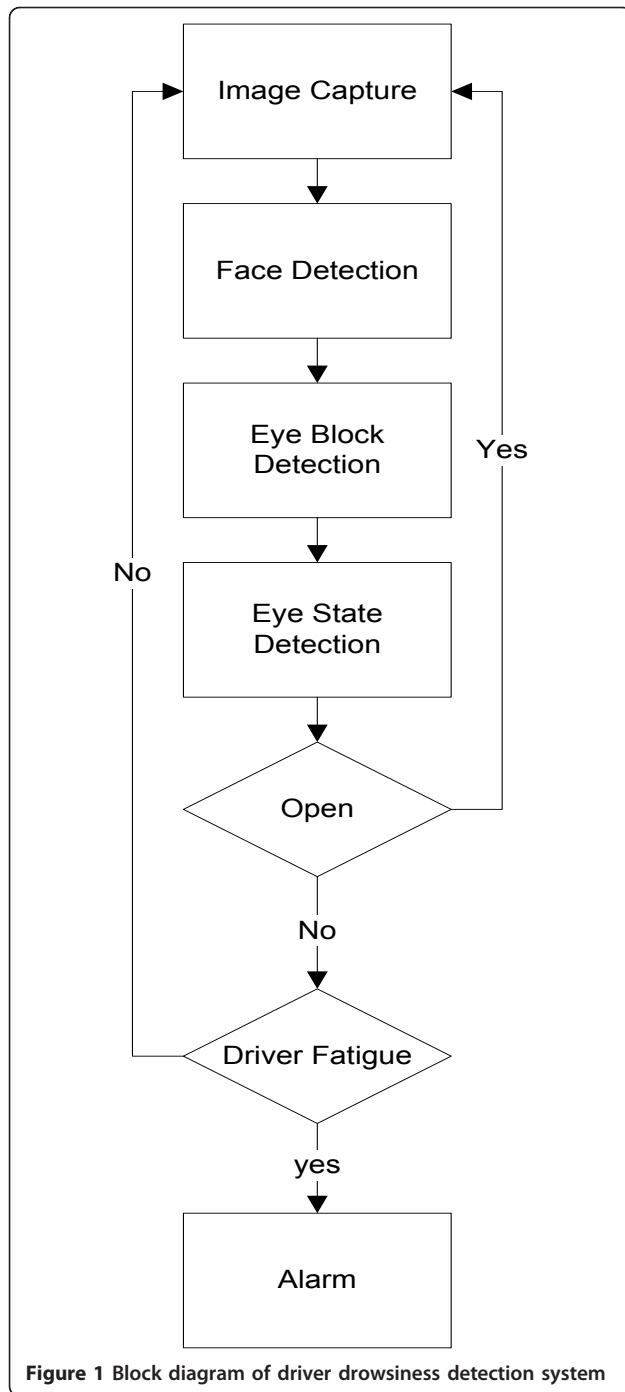 Image Capture
Face Detection
Eye Block
Detection
Yes
No
Eye State
Detection
Open
No
Driver Fatigue
yes
Alarm
Figure 1 Block diagram of driver drowsiness detection system